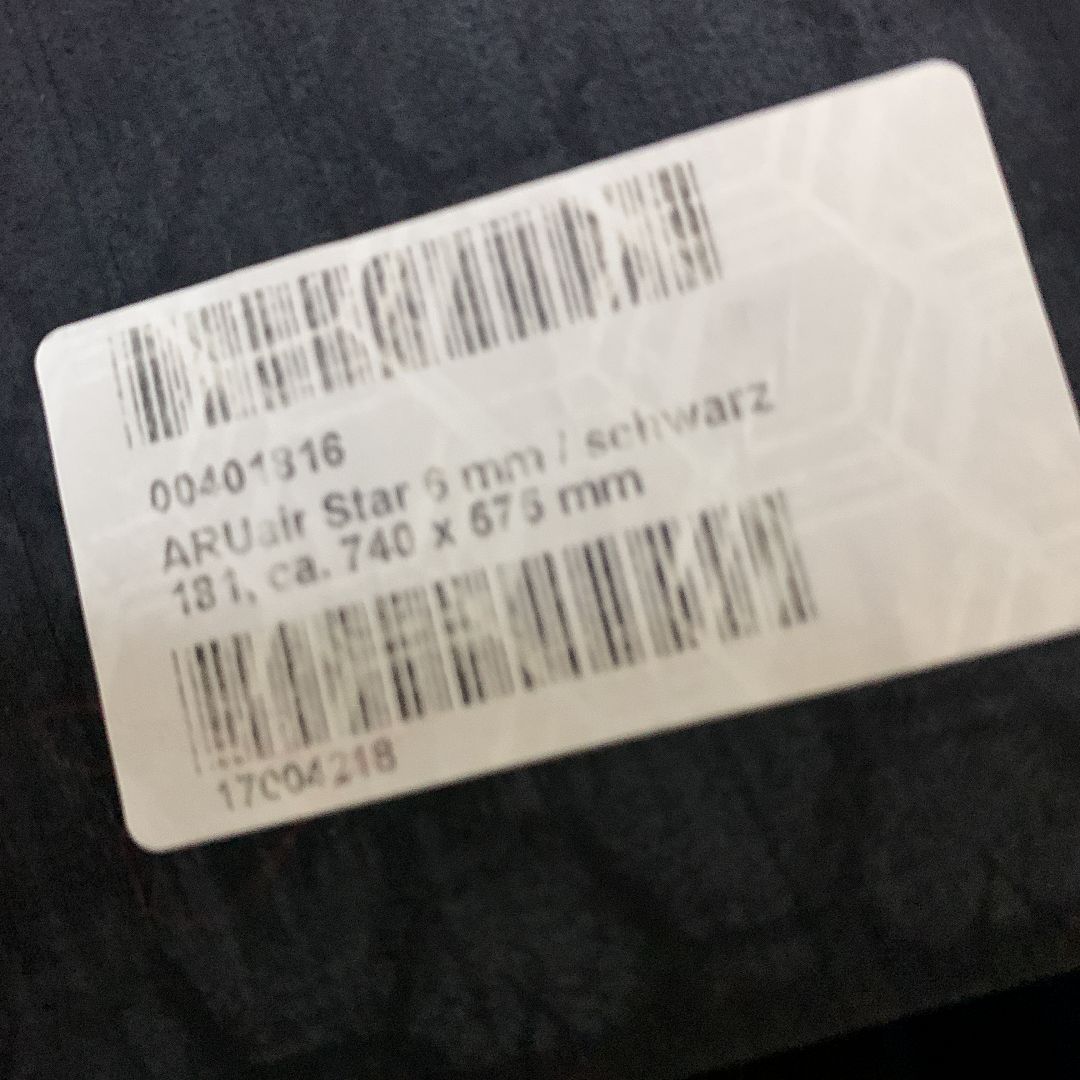 00401816
ARUair Star 6 mm / schwarz
181, ca. 740 x 675 mm
17004218